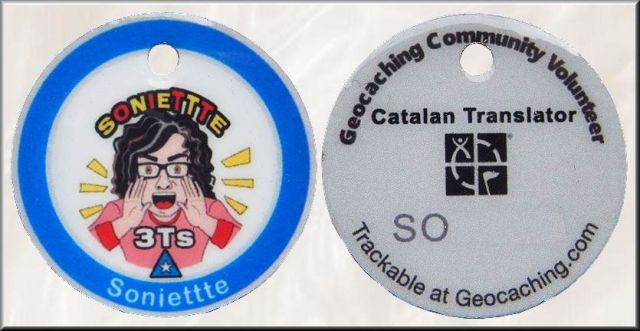 SONIETTTE
3Ts
Soniettte
Geocaching Community Volunteer
Catalan Translator
SO
Trackable at Geocaching.com